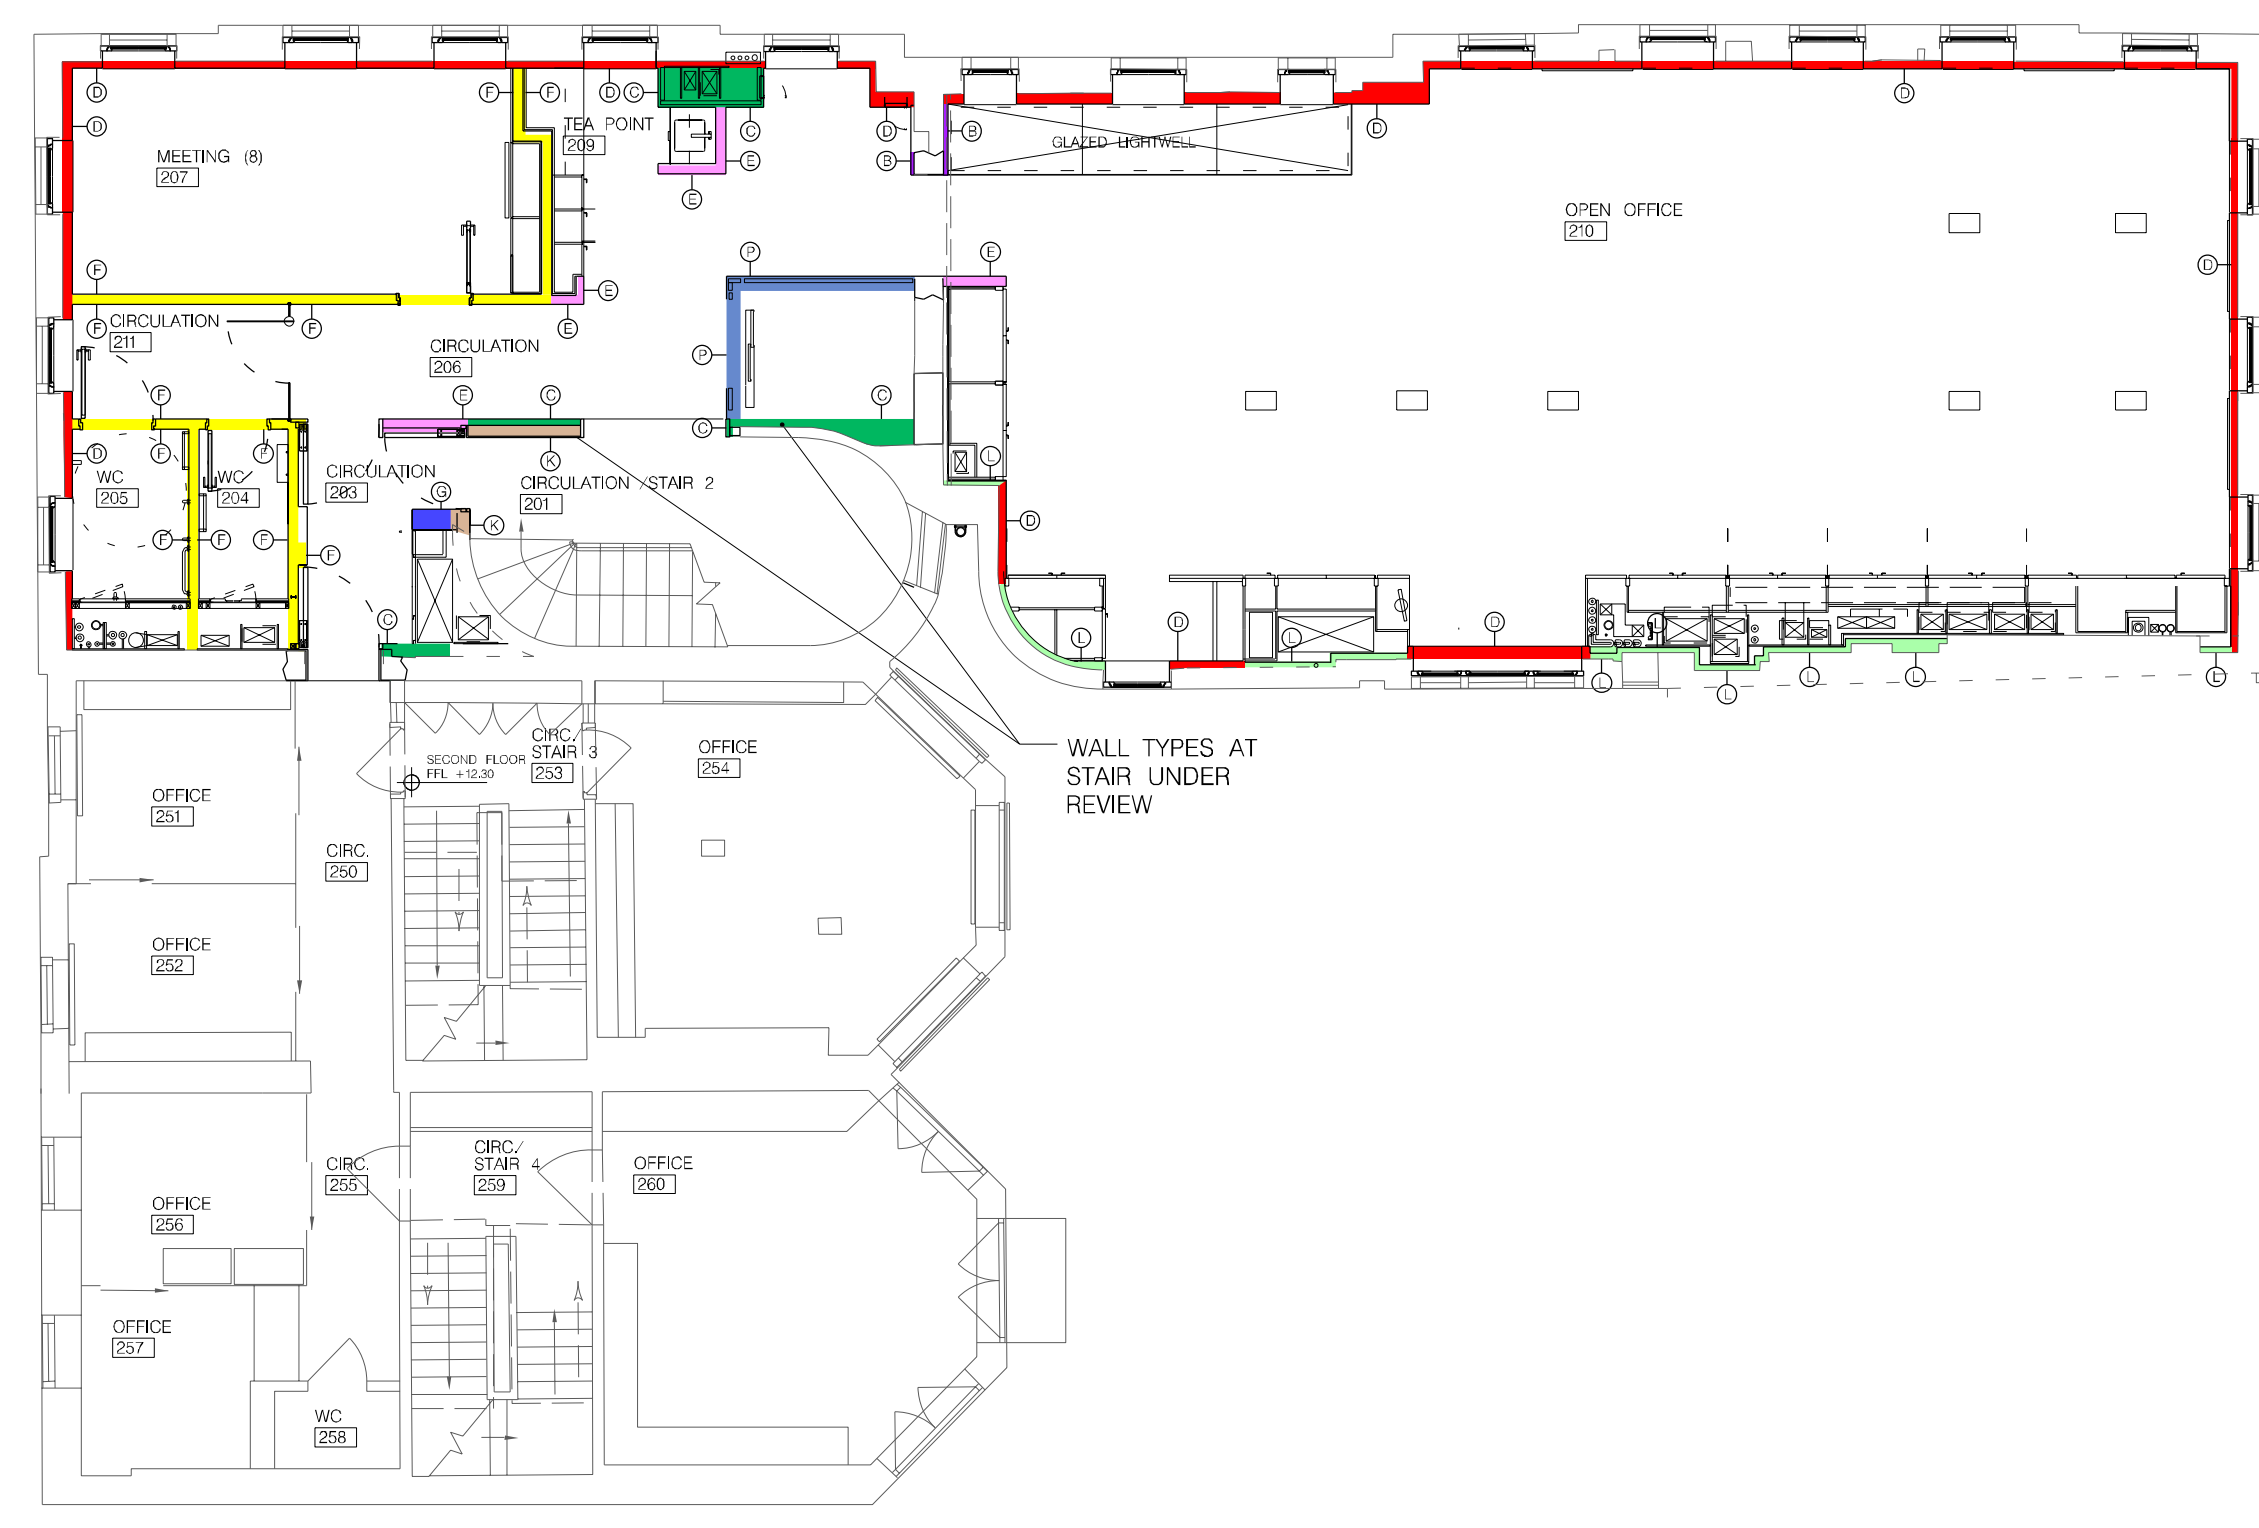 D
F
F
D
C
D
C
E
E
D
B
B
GLAZED LIGHTWELL
D
D
D
MEETING (8)
207
TEA POINT
209
OPEN OFFICE
210
D
F
F
F
E
E
P
E
CIRCULATION
211
CIRCULATION
206
P
F
F
F
E
C
C
C
D
WC
205
F
WC
204
CIRCULATION
203
K
CIRCULATION / STAIR 2
201
G
K
L
D
F
F
F
F
C
L
D
L
D
L
L
L
L
L
L
WALL TYPES AT
STAIR UNDER
REVIEW
SECOND FLOOR
FFL +12.30
CIRC./
STAIR 3
253
OFFICE
254
OFFICE
251
CIRC.
250
OFFICE
252
CIRC.
255
CIRC./
STAIR 4
259
OFFICE
260
OFFICE
256
OFFICE
257
WC
258